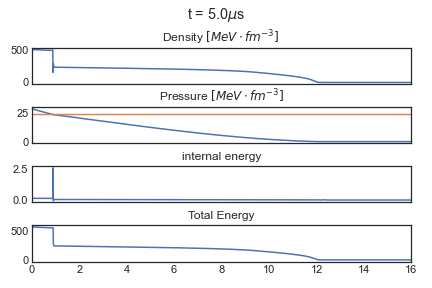 t = 5.0μs
Density [MeV · fm⁻³]
500
0
Pressure [MeV · fm⁻³]
25
0
internal energy
2.5
0.0
Total Energy
500
0
0 2 4 6 8 10 12 14 16